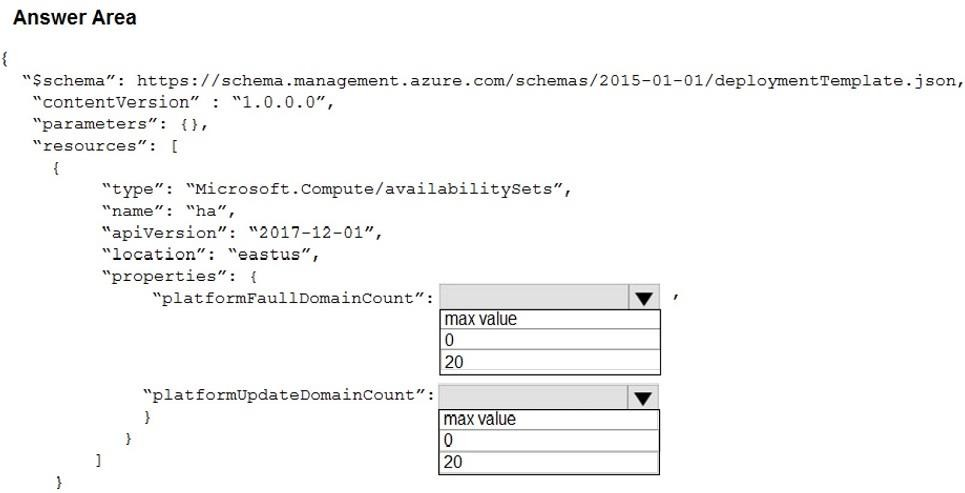 Answer Area
{
“$schema”: https://schema.management.azure.com/schemas/2015-01-01/deploymentTemplate.json,
“contentVersion” : “1.0.0.0”,
“parameters”: {},
“resources”: [
{
“type”: “Microsoft.Compute/availabilitySets”,
“name”: “ha”,
“apiVersion”: “2017-12-01”,
“location”: “eastus”,
“properties”: {
“platformFaullDomainCount”: ,
max value
0
20
“platformUpdateDomainCount”:
max value
0
20
}
}
]
}